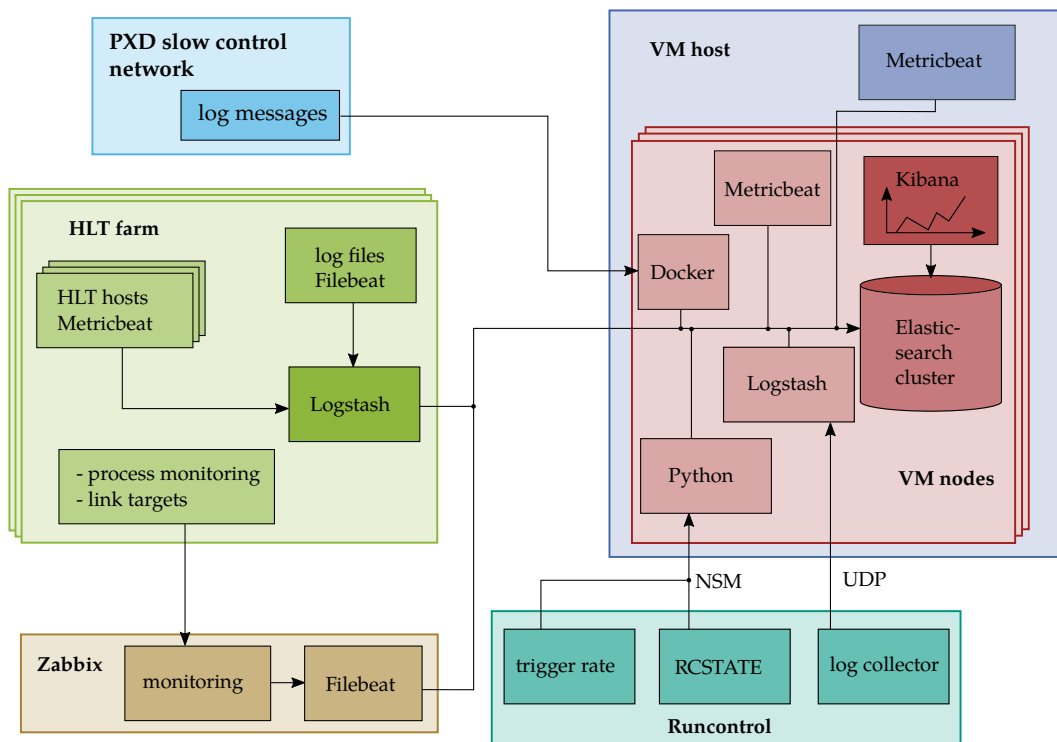 PXD slow control
network
log messages
VM host
Metricbeat
HLT farm
log files
Filebeat
HLT hosts
Metricbeat
Logstash
- process monitoring
- link targets
Metricbeat
Kibana
Docker
Elastic-
search
cluster
Logstash
Python
VM nodes
NSM
UDP
Zabbix
monitoring
Filebeat
trigger rate
RCSTATE
log collector
Runcontrol